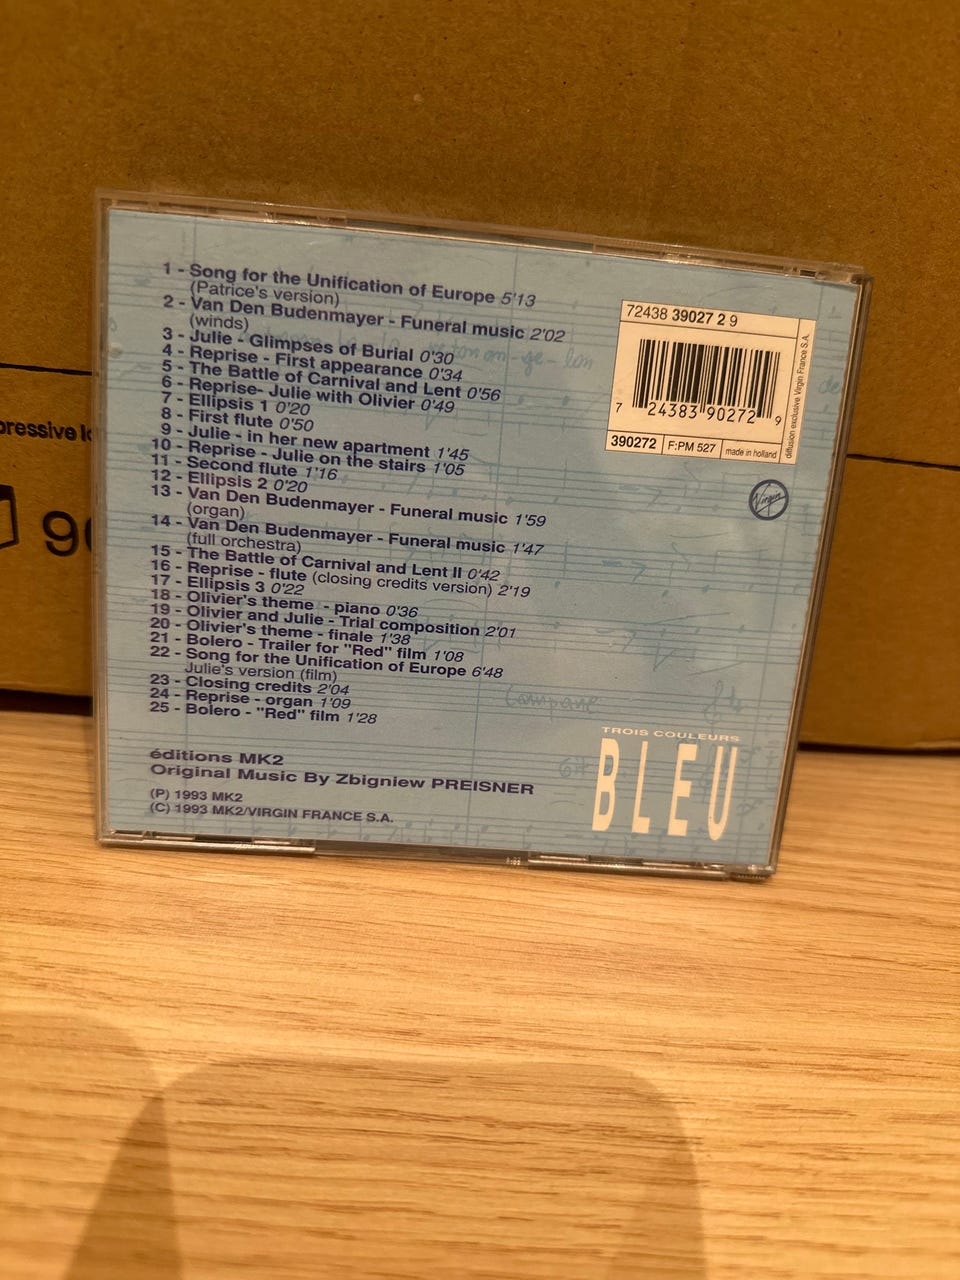 1 - Song for the Unification of Europe 5'13
(Patrice's version)
2 - Van Den Budenmayer - Funeral music 2'02
(winds)
3 - Julie - Glimpses of Burial 0'30
4 - Reprise - First appearance 0'34
5 - The Battle of Carnival and Lent 0'56
6 - Reprise- Julie with Olivier 0'49
7 - Ellipsis 1 0'20
8 - First flute 0'50
9 - Julie - in her new apartment 1'45
10 - Reprise - Julie on the stairs 1'05
11 - Second flute 1'16
12 - Ellipsis 2 0'20
13 - Van Den Budenmayer - Funeral music 1'59
(organ)
14 - Van Den Budenmayer - Funeral music 1'47
(full orchestra)
15 - The Battle of Carnival and Lent II 0'42
16 - Reprise - flute (closing credits version) 2'19
17 - Ellipsis 3 0'22
18 - Olivier's theme - piano 0'36
19 - Olivier and Julie - Trial composition 2'01
20 - Olivier's theme - finale 1'38
21 - Bolero - Trailer for "Red" film 1'08
22 - Song for the Unification of Europe 6'48
Julie's version (film)
23 - Closing credits 2'04
24 - Reprise - organ 1'09
25 - Bolero - "Red" film 1'28
éditions MK2
Original Music By Zbigniew PREISNER
(P) 1993 MK2
(C) 1993 MK2/VIRGIN FRANCE S.A.
72438 39027 2 9
7 24383 90272 9
390272 F:PM 527 made in holland
diffusion exclusive Virgin France S.A.
Virgin
Campane
TROIS COULEURS
BLEU